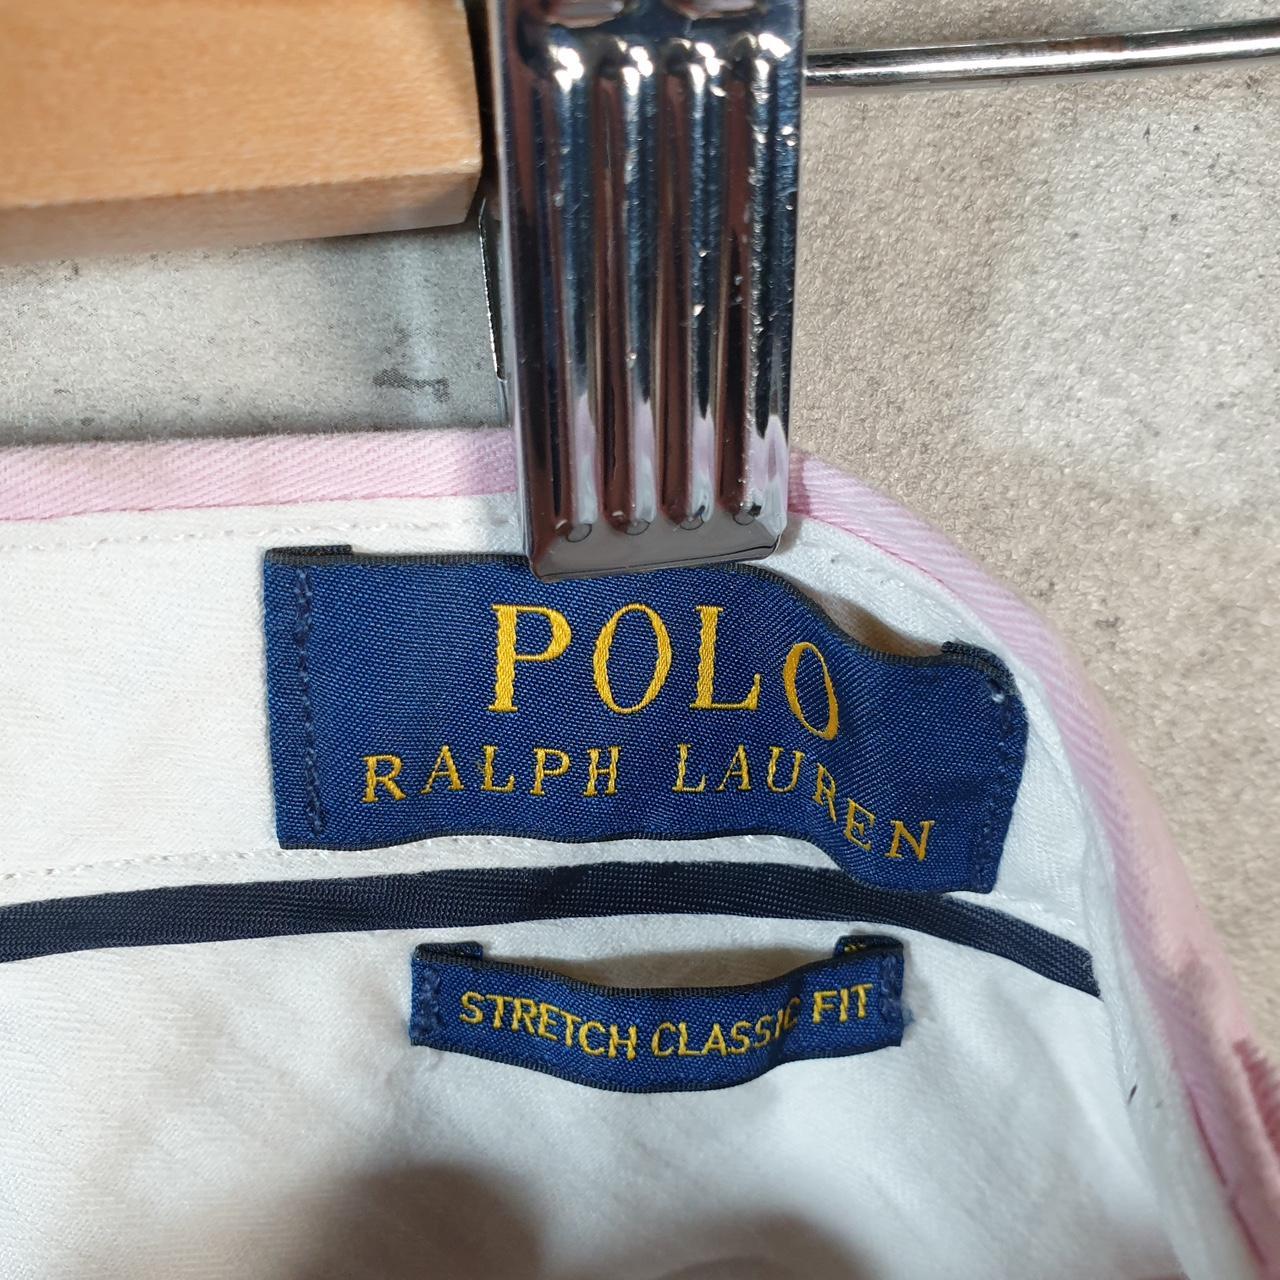 POLO
RALPH LAUREN
STRETCH CLASSIC FIT